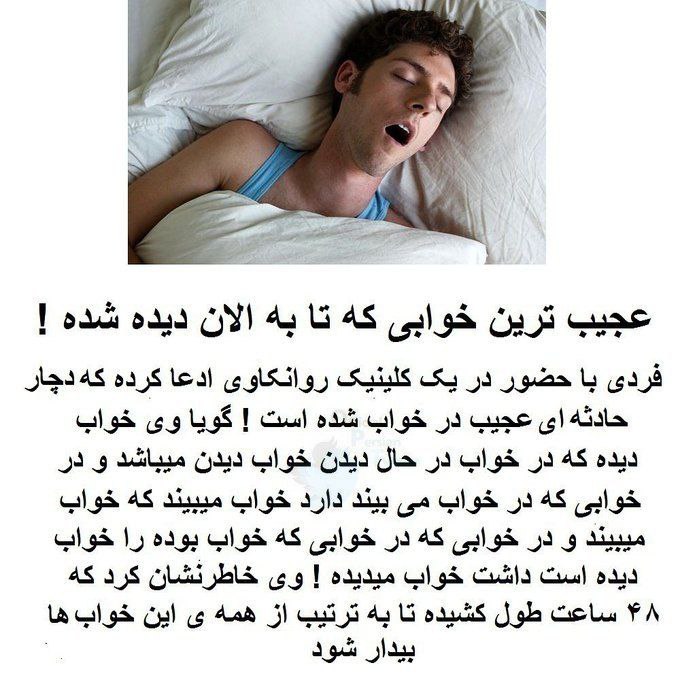 عجیب ترین خوابی که تا به الان دیده شده !
فردی با حضور در یک کلینیک روانکاوی ادعا کرده که دچار
حادثه ای عجیب در خواب شده است ! گویا وی خواب
دیده که در خواب در حال دیدن خواب دیدن میباشد و در
خوابی که در خواب می بیند دارد خواب میبیند که خواب
میبیند و در خوابی که در خوابی که خواب بوده را خواب
دیده است داشت خواب میدیده ! وی خاطرنشان کرد که
۴۸ ساعت طول کشیده تا به ترتیب از همه ی این خواب ها
بیدار شود
Persian